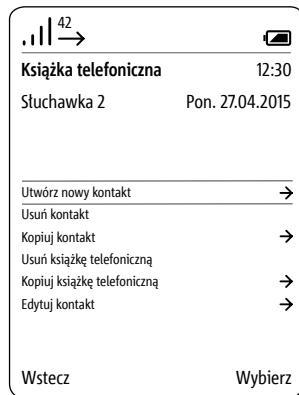 42
Książka telefoniczna 12:30
Słuchawka 2 Pon. 27.04.2015
Utwórz nowy kontakt
Usuń kontakt
Kopiuj kontakt
Usuń książkę telefoniczną
Kopiuj książkę telefoniczną
Edytuj kontakt
Wstecz Wybierz